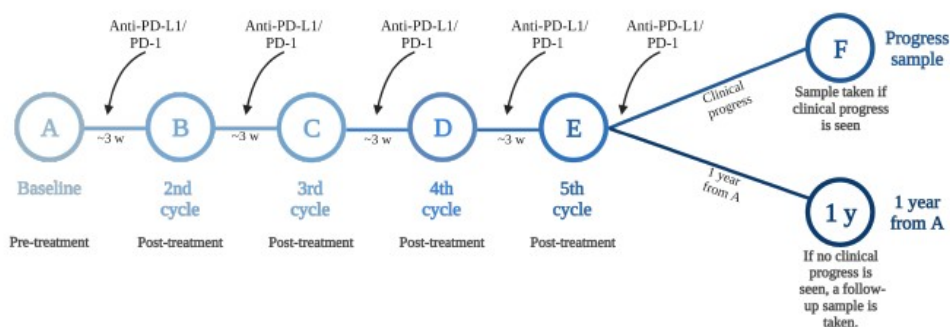 Anti-PD-L1/
PD-1
Anti-PD-L1/
PD-1
Anti-PD-L1/
PD-1
Anti-PD-L1/
PD-1
Anti-PD-L1/
PD-1
A
~3 w
B
~3 w
C
~3 w
D
~3 w
E
Clinical
progress
F
Progress
sample
Sample taken if
clinical progress
is seen
1 year
from A
1 y
1 year
from A
If no clinical
progress is
seen, a follow-
up sample is
taken.
Baseline
2nd
cycle
3rd
cycle
4th
cycle
5th
cycle
Pre-treatment
Post-treatment
Post-treatment
Post-treatment
Post-treatment